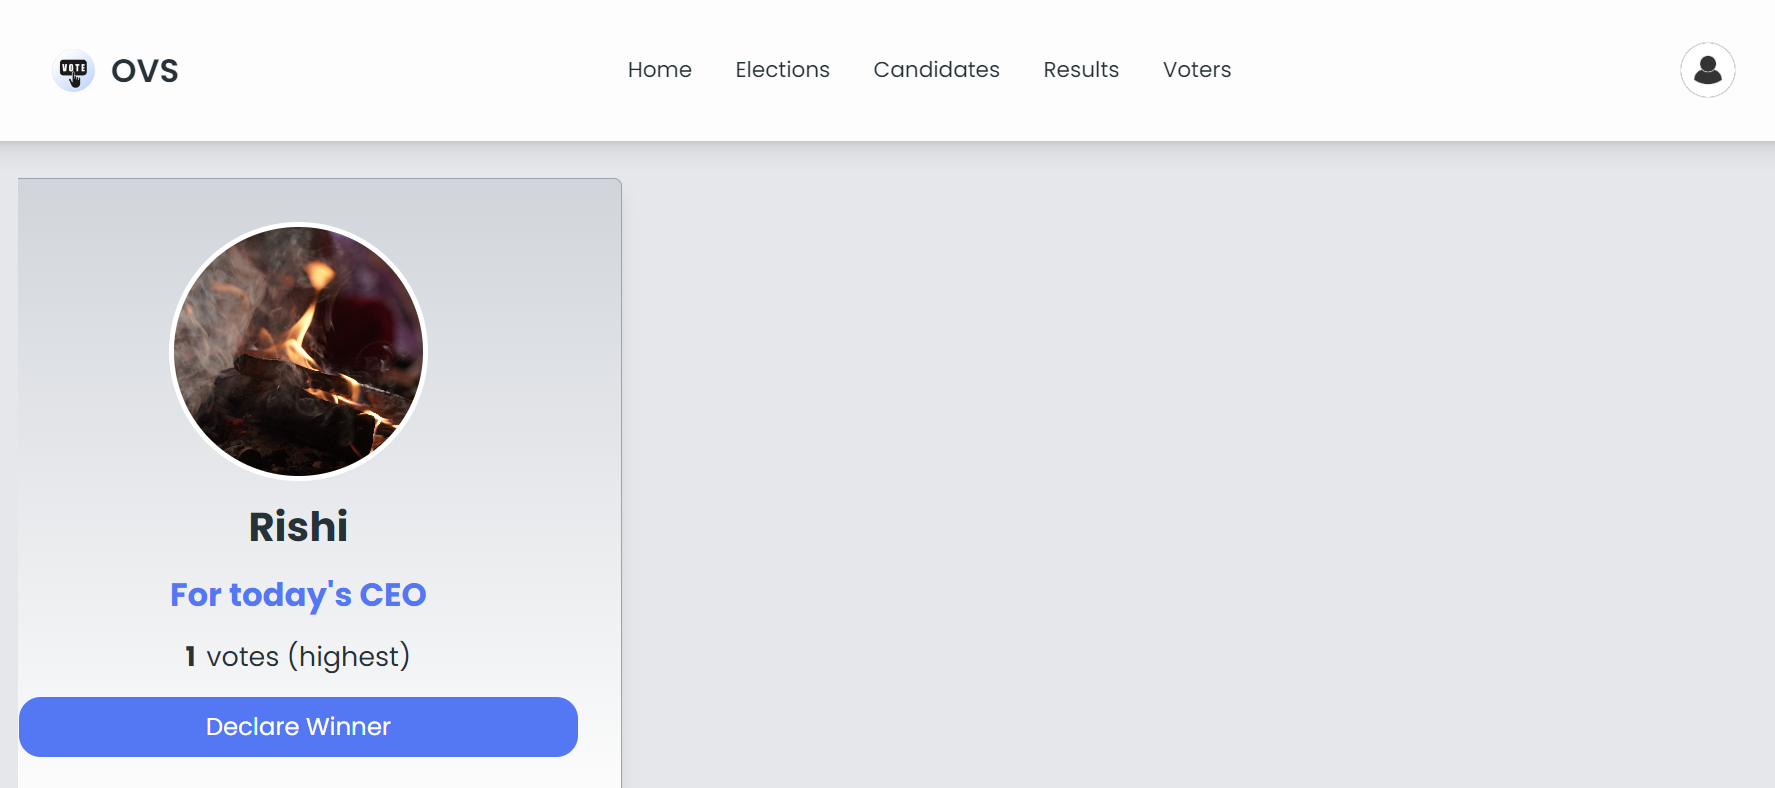 VOTE
OVS
Home Elections Candidates Results Voters
Rishi
For today's CEO
1 votes (highest)
Declare Winner